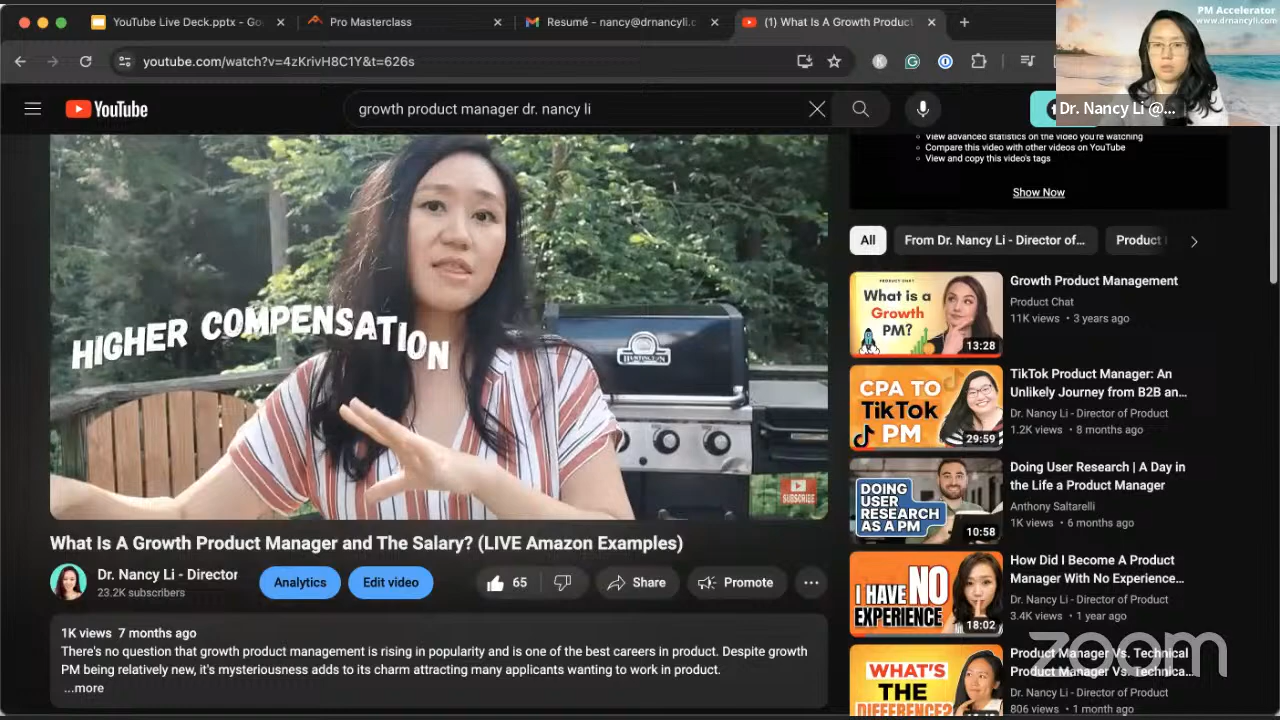 YouTube Live Deck.pptx - Go
Pro Masterclass
Resumé - nancy@drnancyli.c
(1) What Is A Growth Product
PM Accelerator
www.drnancyli.com
youtube.com/watch?v=4zKrivH8C1Y&t=626s
Dr. Nancy Li @...
YouTube
growth product manager dr. nancy li
View advanced statistics on the video you're watching
Compare this video with other videos on YouTube
View and copy this video's tags
Show Now
All
From Dr. Nancy Li - Director of...
Product
HIGHER COMPENSATION
HUNTINGTON
SUBSCRIBE
What Is A Growth Product Manager and The Salary? (LIVE Amazon Examples)
Dr. Nancy Li - Director
23.2K subscribers
Analytics
Edit video
65
Share
Promote
1K views 7 months ago
There's no question that growth product management is rising in popularity and is one of the best careers in product. Despite growth
PM being relatively new, it's mysteriousness adds to its charm attracting many applicants wanting to work in product.
...more
PRODUCT CHAT
What is a
Growth
PM?
13:28
Growth Product Management
Product Chat
11K views • 3 years ago
CPA TO
TikTok
PM
29:59
TikTok Product Manager: An
Unlikely Journey from B2B an...
Dr. Nancy Li - Director of Product
1.2K views • 8 months ago
DOING
USER
RESEARCH
AS A PM
10:58
Doing User Research | A Day in
the Life a Product Manager
Anthony Saltarelli
1K views • 6 months ago
I HAVE NO
EXPERIENCE
18:02
How Did I Become A Product
Manager With No Experience...
Dr. Nancy Li - Director of Product
3.4K views • 1 year ago
WHAT'S
THE
DIFFERENCE?
Product Manager Vs. Technical
Product Manager Vs. Technica...
Dr. Nancy Li - Director of Product
806 views • 1 month ago
zoom